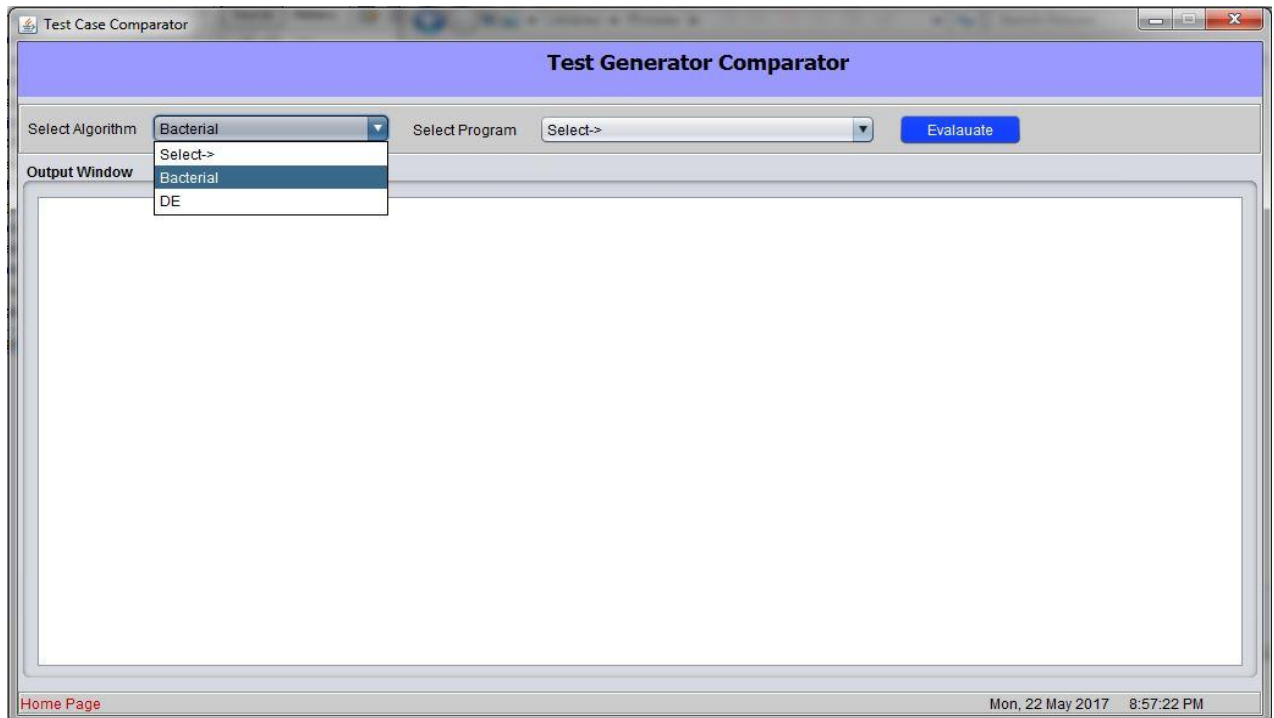 Test Case Comparator
Test Generator Comparator
Select Algorithm Bacterial Select Program Select-> Evalauate
Select->
Output Window
Bacterial
DE
Home Page Mon, 22 May 2017 8:57:22 PM